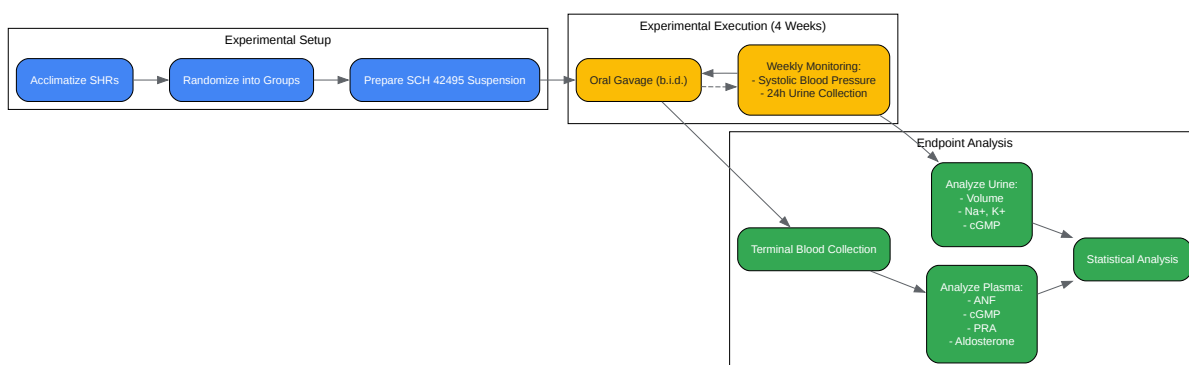 Experimental Setup
Acclimatize SHRs
Randomize into Groups
Prepare SCH 42495 Suspension
Experimental Execution (4 Weeks)
Oral Gavage (b.i.d.)
Weekly Monitoring:
- Systolic Blood Pressure
- 24h Urine Collection
Endpoint Analysis
Analyze Urine:
- Volume
- Na+, K+
- cGMP
Terminal Blood Collection
Analyze Plasma:
- ANF
- cGMP
- PRA
- Aldosterone
Statistical Analysis